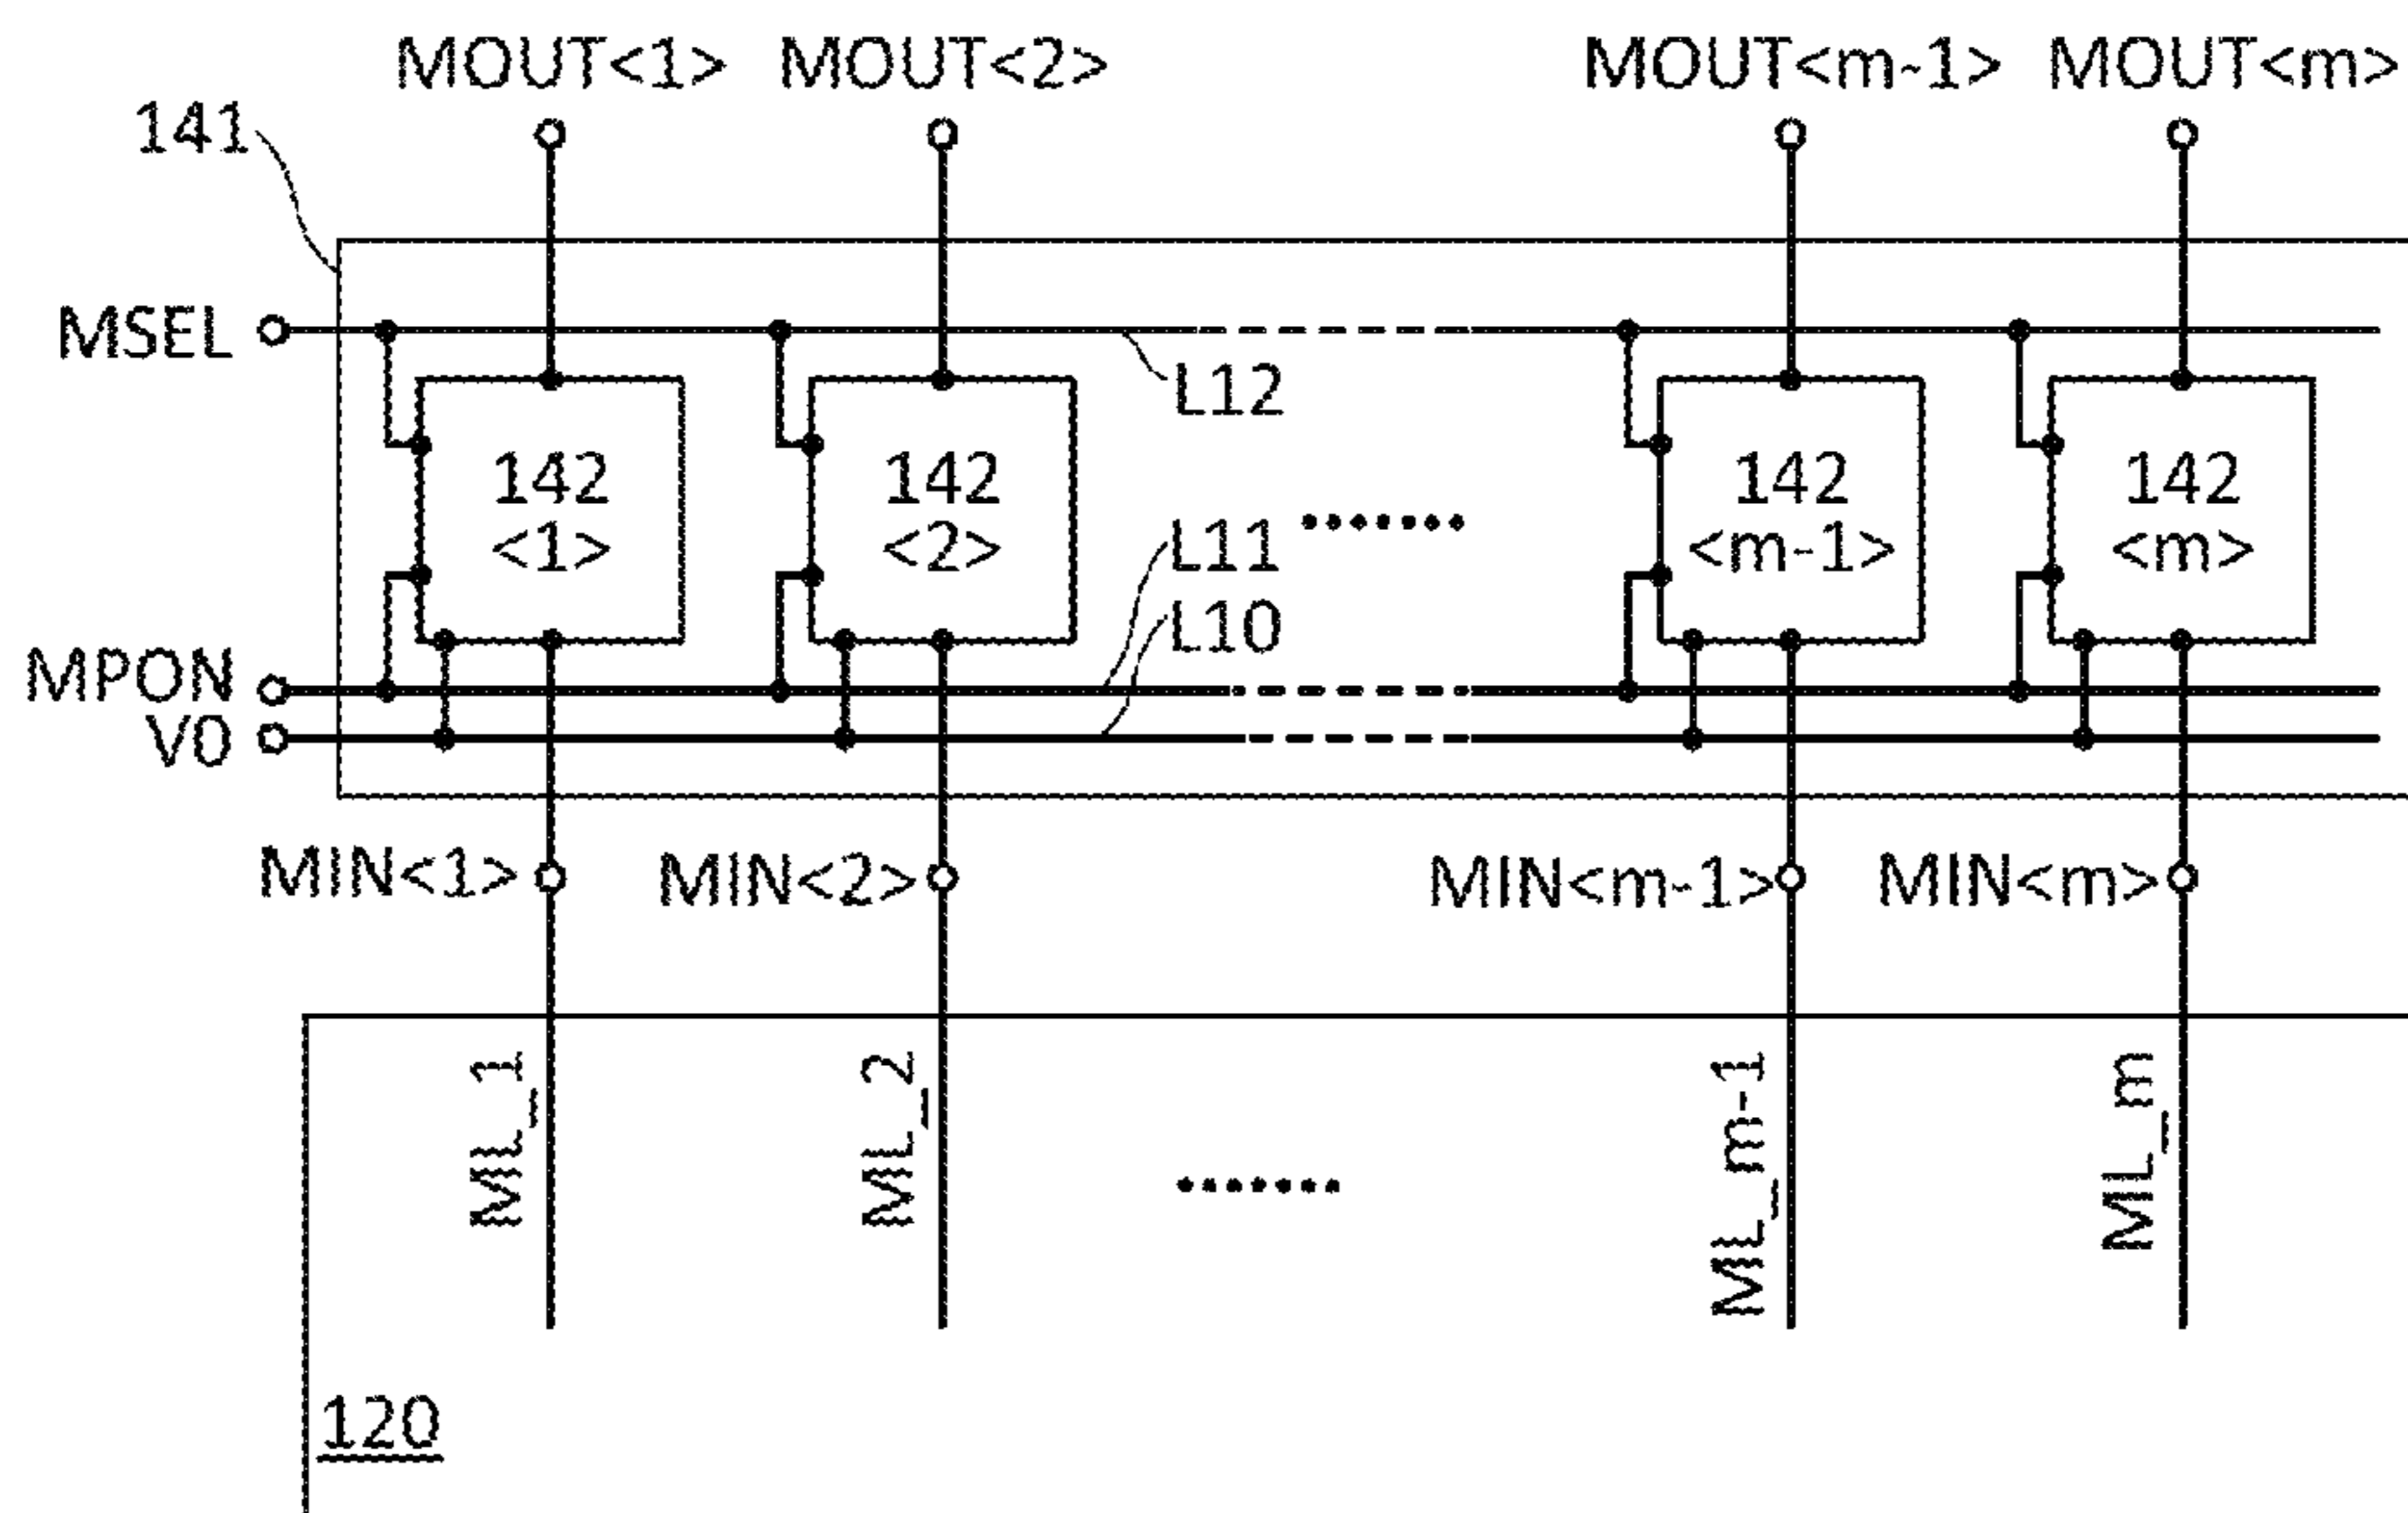 MOUT<1> MOUT<2> MOUT<m-1> MOUT<m>
141
MSEL
L12
142 142 142 142
<1> <2> <m-1> <m>
L11
L10
MPON
V0
MIN<1> MIN<2> MIN<m-1> MIN<m>
ML_1 ML_2 ML_m-1 ML_m
120